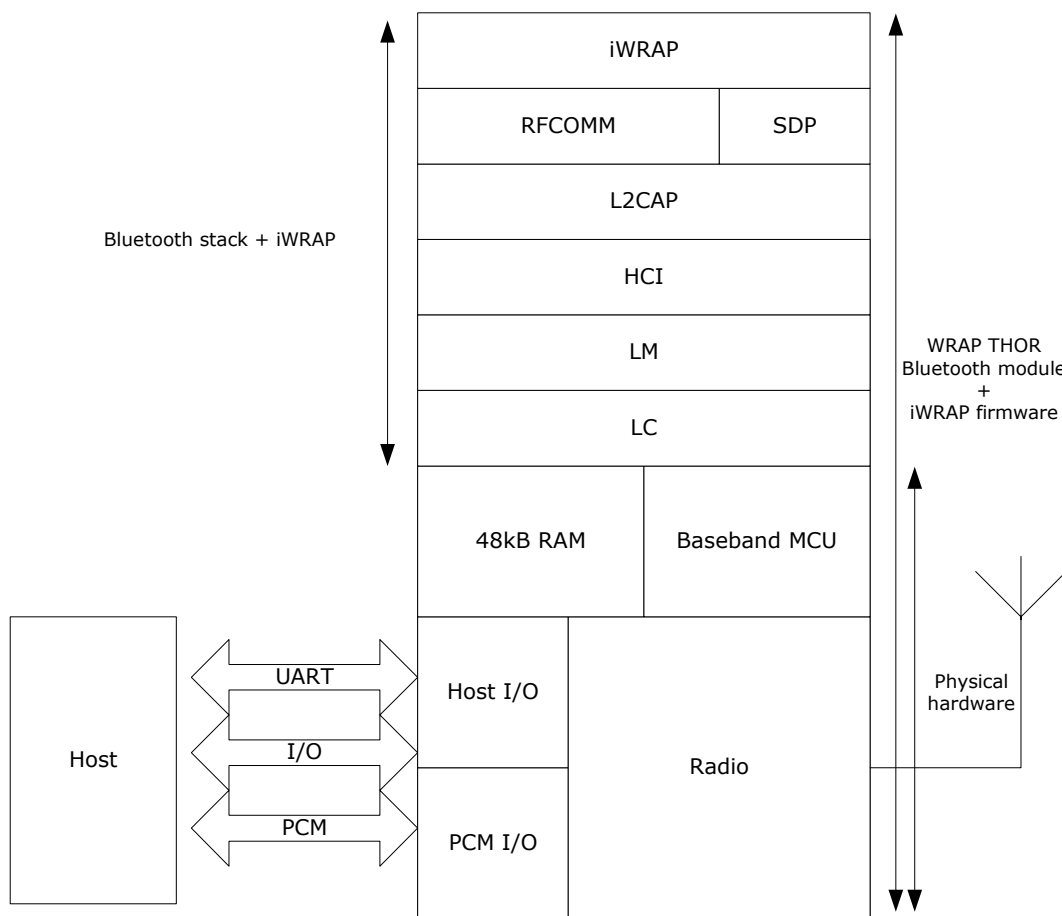 iWRAP
RFCOMM
SDP
L2CAP
Bluetooth stack + iWRAP
HCI
LM
WRAP THOR
Bluetooth module
+
iWRAP firmware
LC
48kB RAM
Baseband MCU
UART
Host I/O
Physical
hardware
Host
I/O
Radio
PCM
PCM I/O